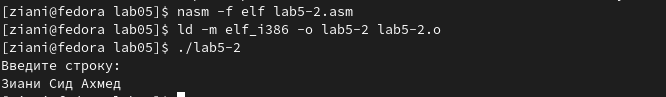 [ziani@fedora lab05]$ nasm -f elf lab5-2.asm
[ziani@fedora lab05]$ ld -m elf_i386 -o lab5-2 lab5-2.o
[ziani@fedora lab05]$ ./lab5-2
Введите строку:
Зиани Сид Ахмед